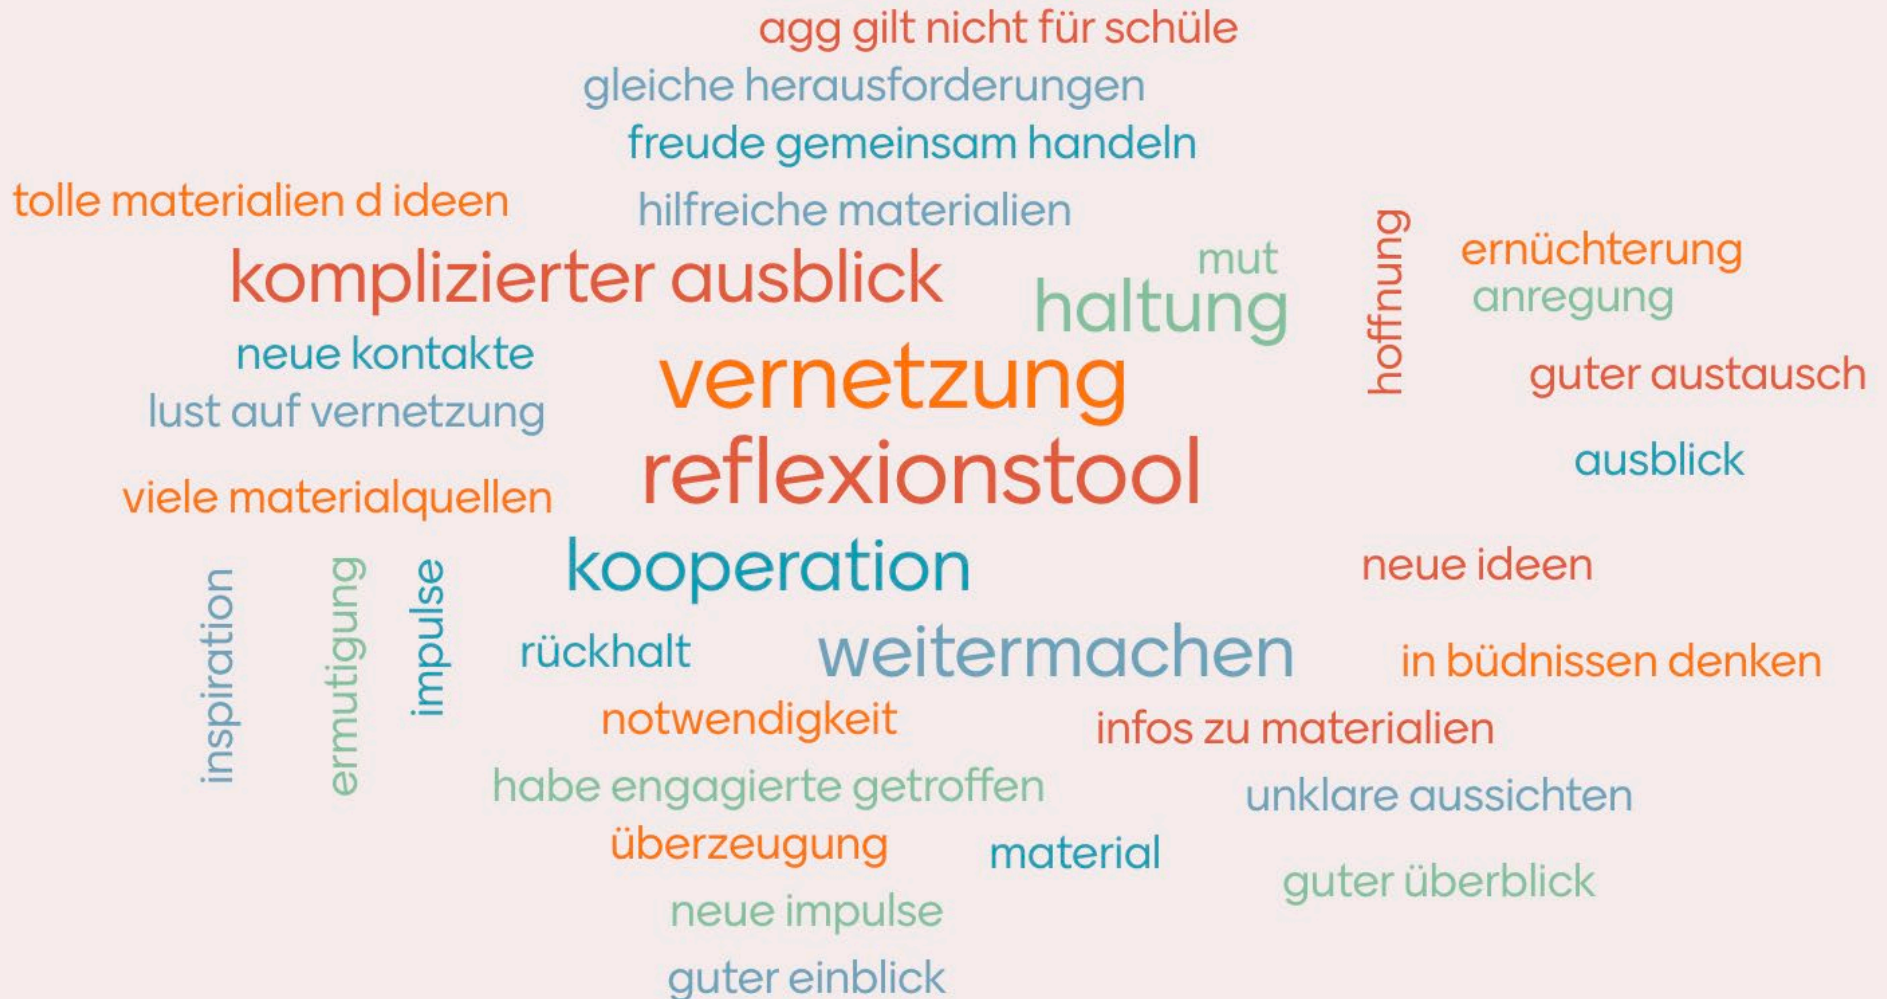 agg gilt nicht für schüle
gleiche herausforderungen
freude gemeinsam handeln
tolle materialien d ideen
hilfreiche materialien
komplizierter ausblick
mut
haltung
hoffnung
ernüchterung
anregung
neue kontakte
vernetzung
guter austausch
lust auf vernetzung
reflexionstool
ausblick
viele materialquellen
kooperation
neue ideen
inspiration
ermutigung
impulse
rückhalt
weitermachen
in büdnissen denken
notwendigkeit
infos zu materialien
habe engagierte getroffen
unklare aussichten
überzeugung
material
guter überblick
neue impulse
guter einblick